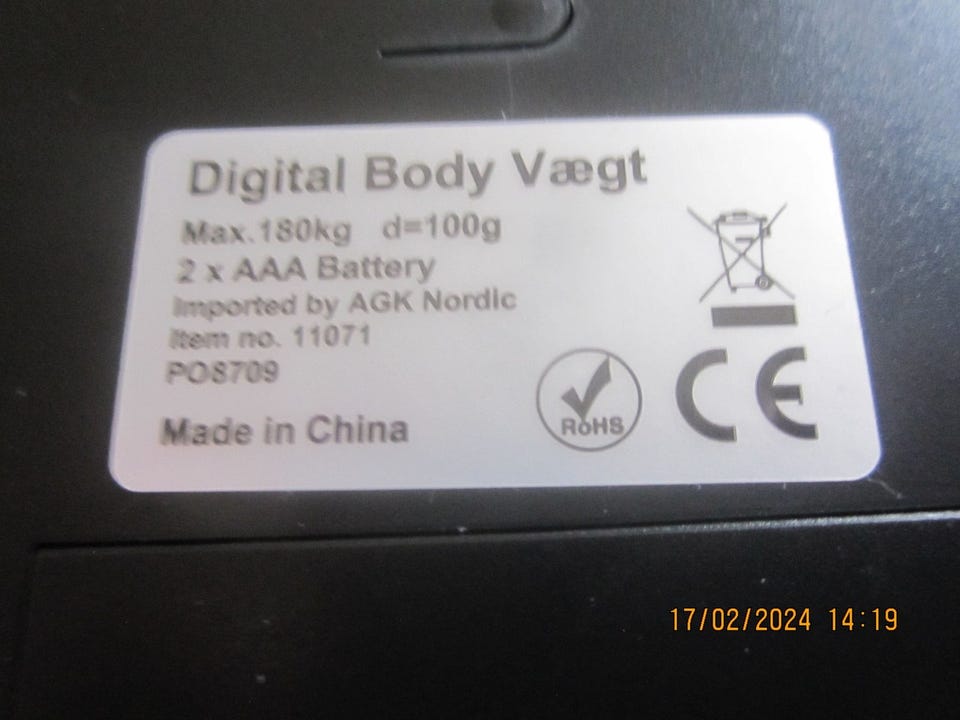 Digital Body Vægt
Max.180kg d=100g
2 x AAA Battery
Imported by AGK Nordic
Item no. 11071
PO8709
Made in China
RoHS
CE
17/02/2024 14:19